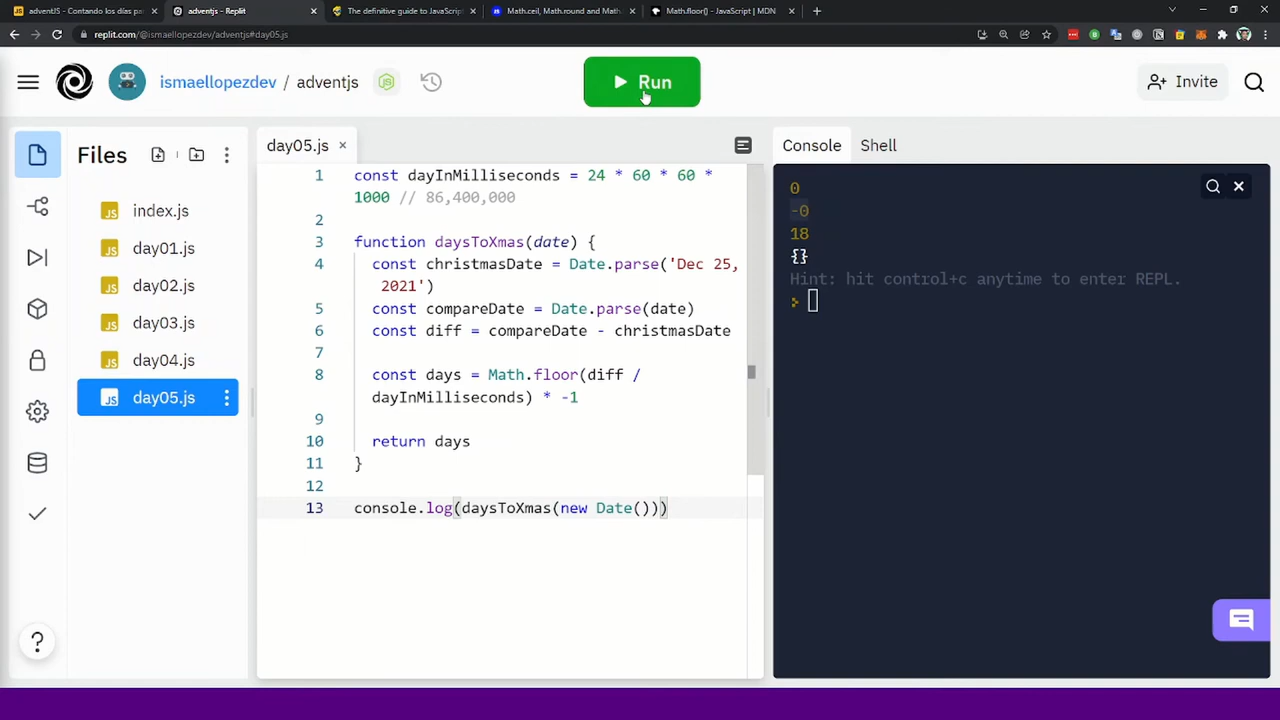 adventJS - Contando los días pa
adventjs - Replit
The definitive guide to JavaScrip
Math.ceil, Math.round and Math.
Math.floor() - JavaScript | MDN
replit.com/@ismaellopezdev/adventjs#day05.js
ismaellopezdev / adventjs
Run
Invite
Files
index.js
day01.js
day02.js
day03.js
day04.js
day05.js
day05.js
1 const dayInMilliseconds = 24 * 60 * 60 *
1000 // 86,400,000
2
3 function daysToXmas(date) {
4 const christmasDate = Date.parse('Dec 25,
2021')
5 const compareDate = Date.parse(date)
6 const diff = compareDate - christmasDate
7
8 const days = Math.floor(diff /
dayInMilliseconds) * -1
9
10 return days
11 }
12
13 console.log(daysToXmas(new Date()))
Console Shell
0
-0
18
{}
Hint: hit control+c anytime to enter REPL.
>